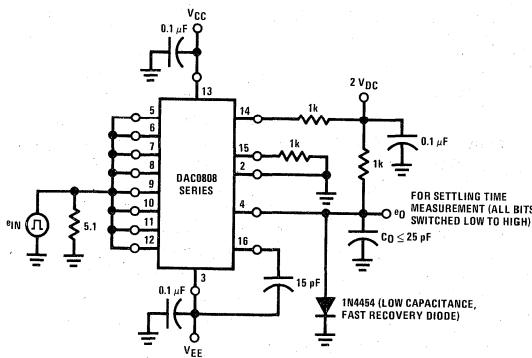 VCC
0.1 µF
13
2 VDC
5
14
1k
6
0.1 µF
7
15
1k
1k
8
DAC0808
SERIES
2
9
eIN
5.1
10
4
eO
FOR SETTLING TIME
MEASUREMENT (ALL BITS
SWITCHED LOW TO HIGH)
11
12
16
CO ≤ 25 pF
15 pF
3
0.1 µF
1N4454 (LOW CAPACITANCE,
FAST RECOVERY DIODE)
VEE